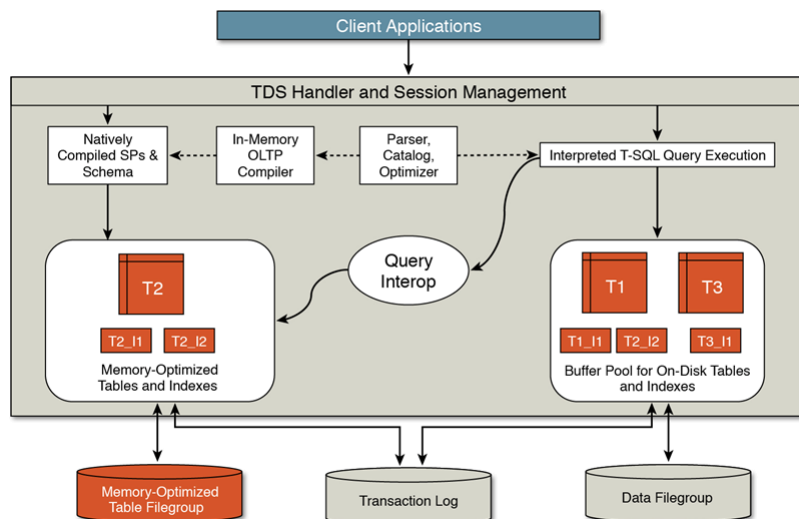 Client Applications
TDS Handler and Session Management
Natively
Compiled SPs &
Schema
In-Memory
OLTP
Compiler
Parser,
Catalog,
Optimizer
Interpreted T-SQL Query Execution
Query
Interop
T2
T2_I1
T2_I2
Memory-Optimized
Tables and Indexes
T1
T3
T1_I1
T2_I2
T3_I1
Buffer Pool for On-Disk Tables
and Indexes
Memory-Optimized
Table Filegroup
Transaction Log
Data Filegroup